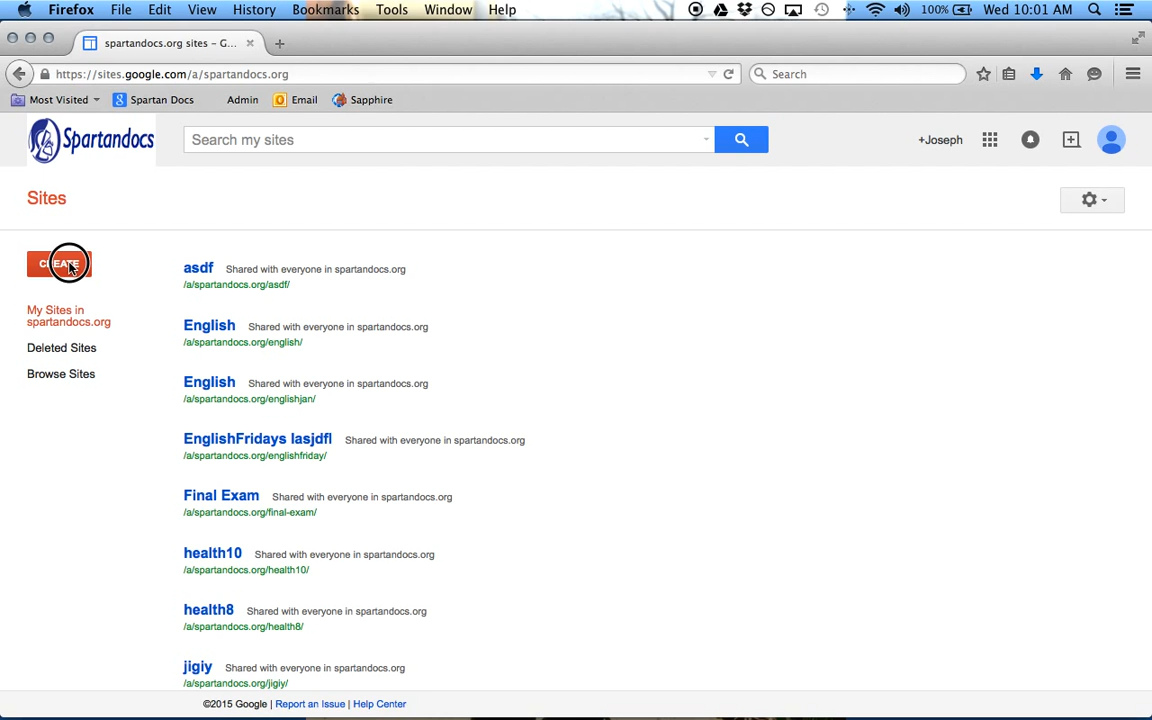 Firefox File Edit View History Bookmarks Tools Window Help 100% Wed 10:01 AM
spartandocs.org sites – G...
https://sites.google.com/a/spartandocs.org Search
Most Visited Spartan Docs Admin Email Sapphire
Spartandocs Search my sites +Joseph
Sites
CREATE
My Sites in
spartandocs.org
Deleted Sites
Browse Sites
asdf Shared with everyone in spartandocs.org
/a/spartandocs.org/asdf/
English Shared with everyone in spartandocs.org
/a/spartandocs.org/english/
English Shared with everyone in spartandocs.org
/a/spartandocs.org/englishjan/
EnglishFridays lasjdfl Shared with everyone in spartandocs.org
/a/spartandocs.org/englishfriday/
Final Exam Shared with everyone in spartandocs.org
/a/spartandocs.org/final-exam/
health10 Shared with everyone in spartandocs.org
/a/spartandocs.org/health10/
health8 Shared with everyone in spartandocs.org
/a/spartandocs.org/health8/
jigiy Shared with everyone in spartandocs.org
/a/spartandocs.org/jigiy/
©2015 Google | Report an Issue | Help Center